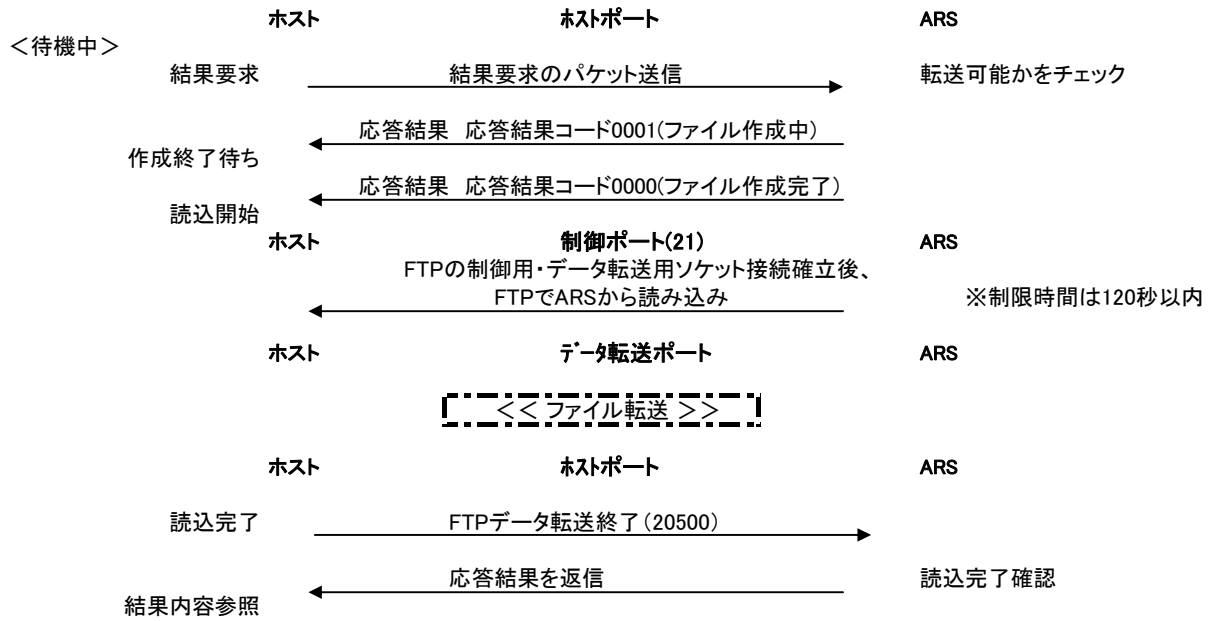 ホスト ﾎｽﾄポート ARS
＜待機中＞
結果要求 結果要求のパケット送信 転送可能かをチェック
応答結果 応答結果コード0001(ファイル作成中)
作成終了待ち
応答結果 応答結果コード0000(ファイル作成完了)
読込開始
ホスト 制御ポート(21) ARS
FTPの制御用・データ転送用ソケット接続確立後、
FTPでARSから読み込み ※制限時間は120秒以内
ホスト ﾃﾞｰﾀ転送ポート ARS
＜＜ ファイル転送 ＞＞
ホスト ﾎｽﾄポート ARS
読込完了 FTPデータ転送終了（20500）
応答結果を返信 読込完了確認
結果内容参照